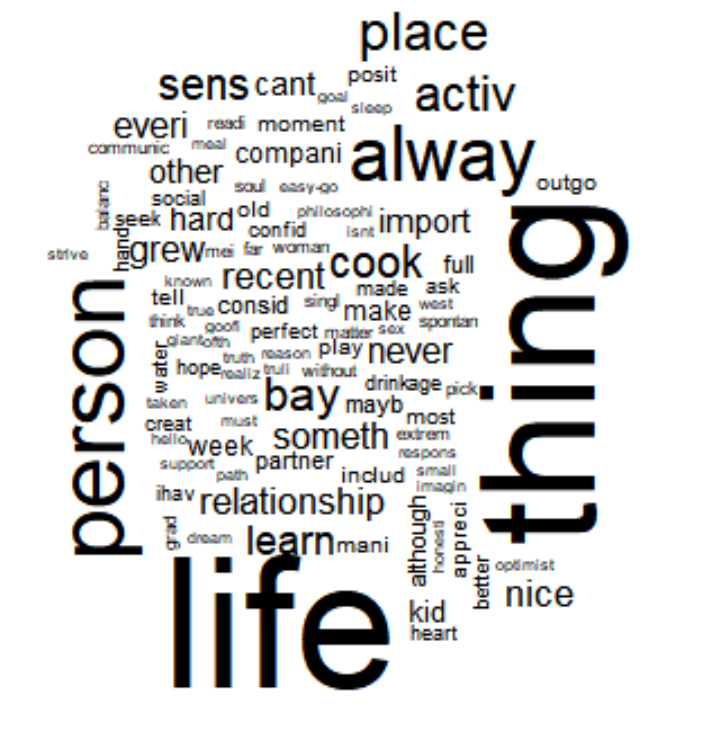 place
sens cant posit
goal activ
sleep
everi readi moment
communic meal compani alway
other
soul easy-go outgo
balanc social
seek hard old philosophi import
confid isnt
strive hand grew mei far woman
cook full
known recent made ask
tell true consid singl make west
think goofi perfect matter sex spontan
giant ofth
water truth reason play never
hope realiz trull without
drinkage pick
taken univers bay mayb
creat must most
hello week someth extrem
respons
support path partner small
includ imagin
ihav relationship
person thing
grad dream learn mani
although honesti appreci
better optimist
life nice
kid
heart